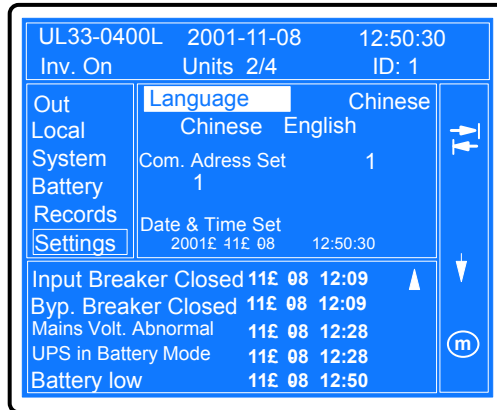 UL33-0400L 2001-11-08 12:50:30
Inv. On Units 2/4 ID: 1
Out
Local
System
Battery
Records
Settings
Language Chinese
Chinese English
Com. Adress Set 1
1
Date & Time Set
2001£ 11£ 08 12:50:30
Input Breaker Closed 11£ 08 12:09
Byp. Breaker Closed 11£ 08 12:09
Mains Volt. Abnormal 11£ 08 12:28
UPS in Battery Mode 11£ 08 12:28
Battery low 11£ 08 12:50
m